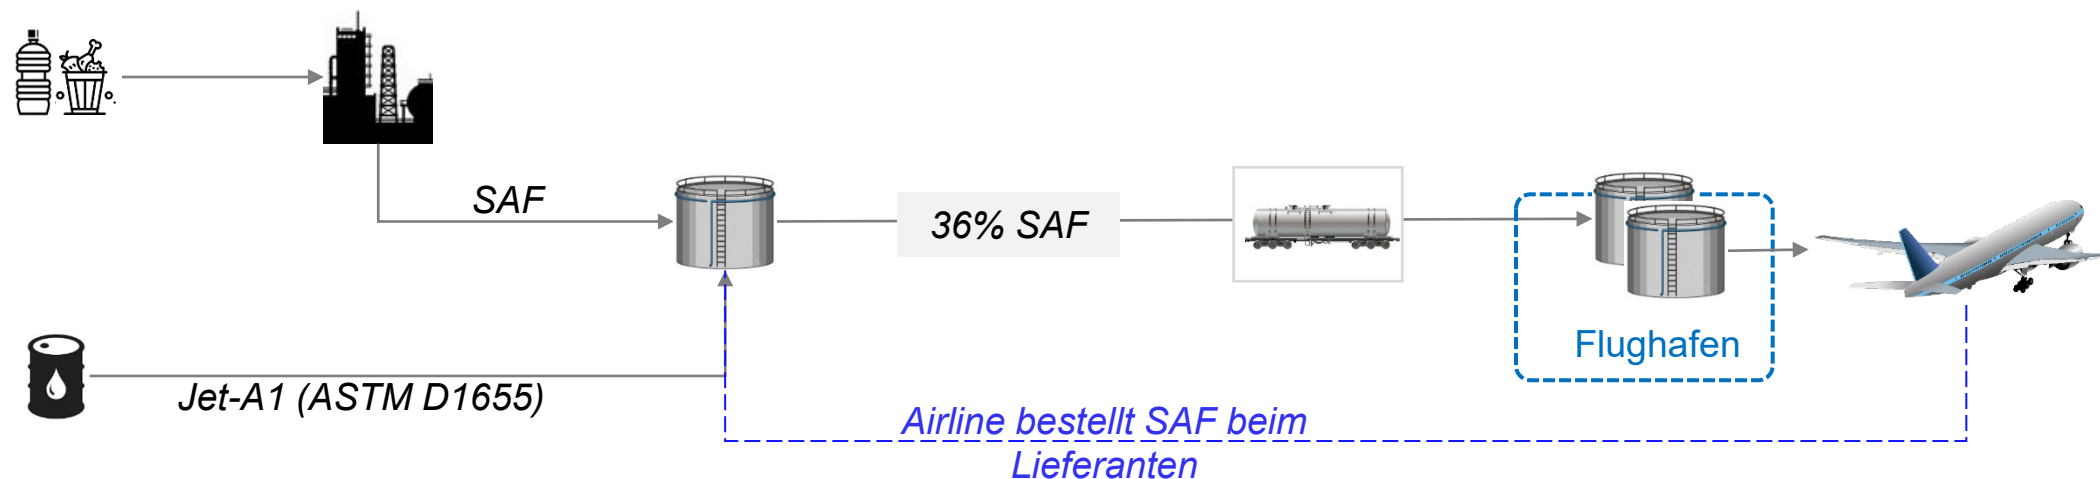 SAF
36% SAF
Flughafen
Jet-A1 (ASTM D1655)
Airline bestellt SAF beim
Lieferanten